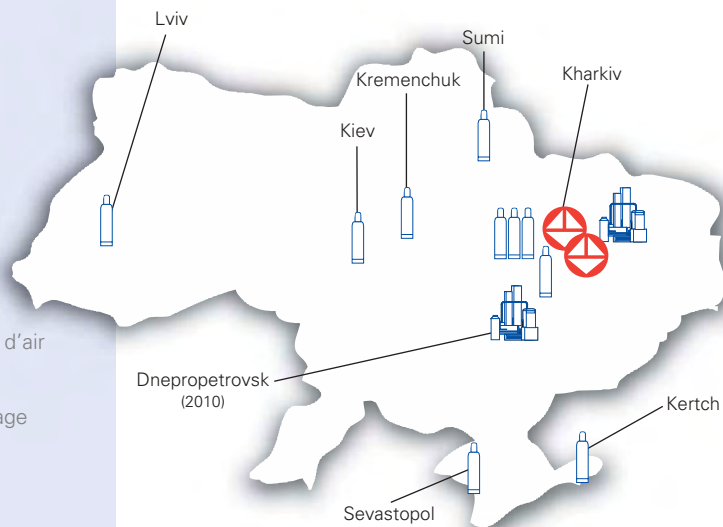 Lviv
Sumi
Kremenchuk
Kharkiv
Kiev
d'air
Dnepropetrovsk
(2010)
age
Kertch
Sevastopol